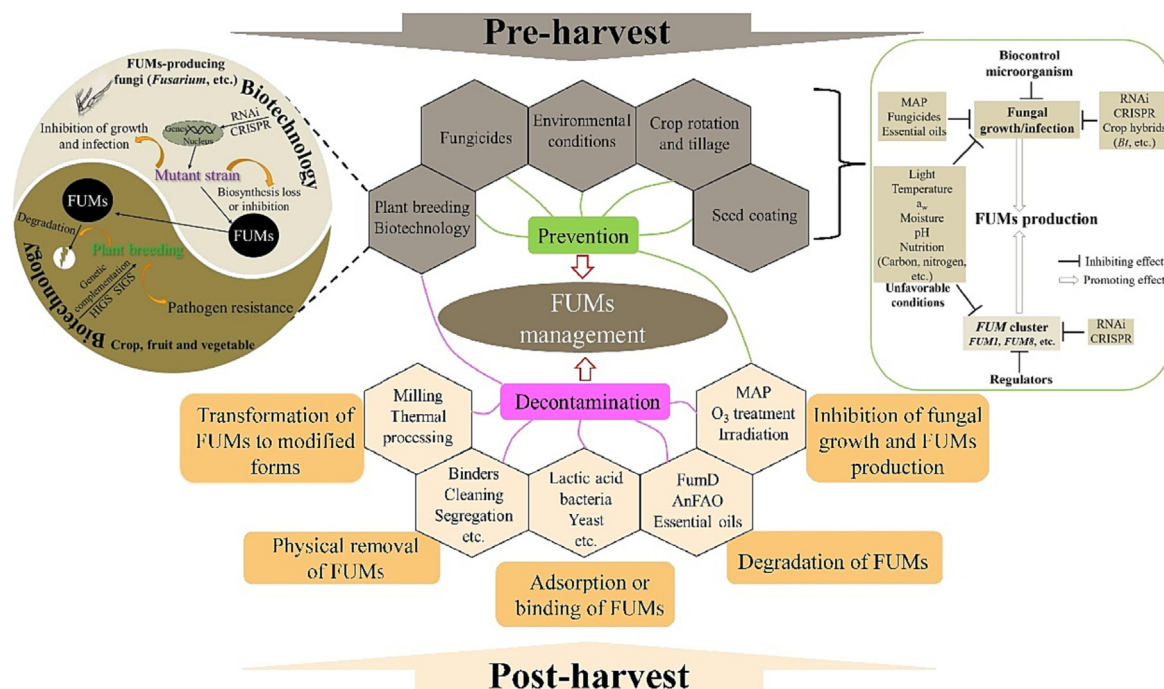 Pre-harvest
FUMs-producing
fungi (Fusarium, etc.)
Biotechnology
RNAi
CRISPR
Genes
Nucleus
Inhibition of growth
and infection
Mutant strain
Biosynthesis loss
or inhibition
FUMs
FUMs
Degradation
Plant breeding
Genetic
complementation
HIGS SIGS
Pathogen resistance
Biotechnology
Crop, fruit and vegetable
Fungicides
Environmental
conditions
Crop rotation
and tillage
Plant breeding
Biotechnology
Seed coating
Prevention
FUMs
management
Decontamination
Milling
Thermal
processing
Binders
Cleaning
Segregation
etc.
Lactic acid
bacteria
Yeast
etc.
FumD
AnFAO
Essential oils
MAP
O₃ treatment
Irradiation
Transformation of
FUMs to modified
forms
Physical removal
of FUMs
Adsorption or
binding of FUMs
Degradation of FUMs
Inhibition of fungal
growth and FUMs
production
Biocontrol
microorganism
MAP
Fungicides
Essential oils
Fungal
growth/infection
RNAi
CRISPR
Crop hybrids
(Bt, etc.)
Light
Temperature
a_w
Moisture
pH
Nutrition
(Carbon, nitrogen,
etc.)
Unfavorable
conditions
FUMs production
Inhibiting effect
Promoting effect
FUM cluster
FUM1, FUM8, etc.
RNAi
CRISPR
Regulators
Post-harvest